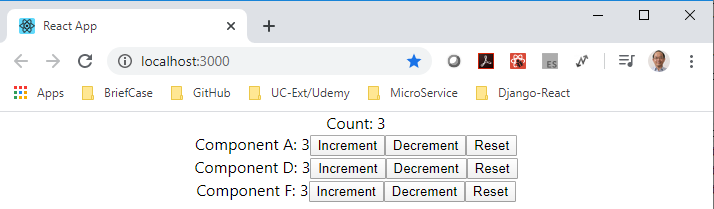 React App
localhost:3000
ES
Apps BriefCase GitHub UC-Ext/Udemy MicroService Django-React
Count: 3
Component A: 3 Increment Decrement Reset
Component D: 3 Increment Decrement Reset
Component F: 3 Increment Decrement Reset